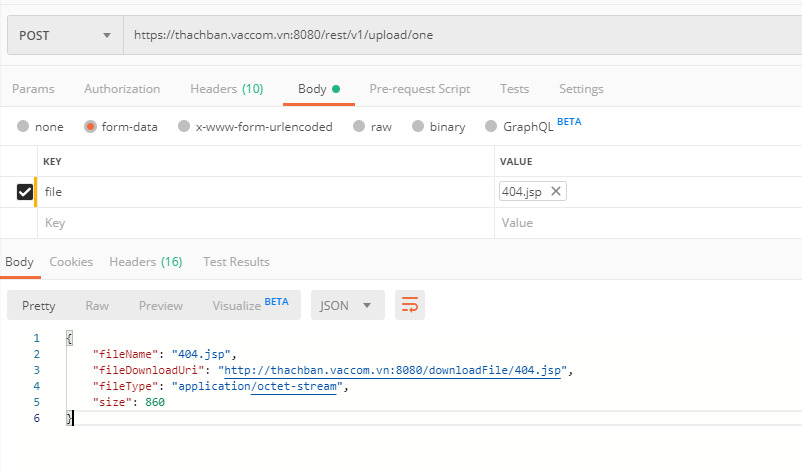 POST https://thachban.vaccom.vn:8080/rest/v1/upload/one
Params Authorization Headers (10) Body Pre-request Script Tests Settings
none form-data x-www-form-urlencoded raw binary GraphQL BETA
KEY VALUE
file 404.jsp
Key Value
Body Cookies Headers (16) Test Results
Pretty Raw Preview Visualize BETA JSON
1 {
2 "fileName": "404.jsp",
3 "fileDownloadUri": "http://thachban.vaccom.vn:8080/downloadFile/404.jsp",
4 "fileType": "application/octet-stream",
5 "size": 860
6 }